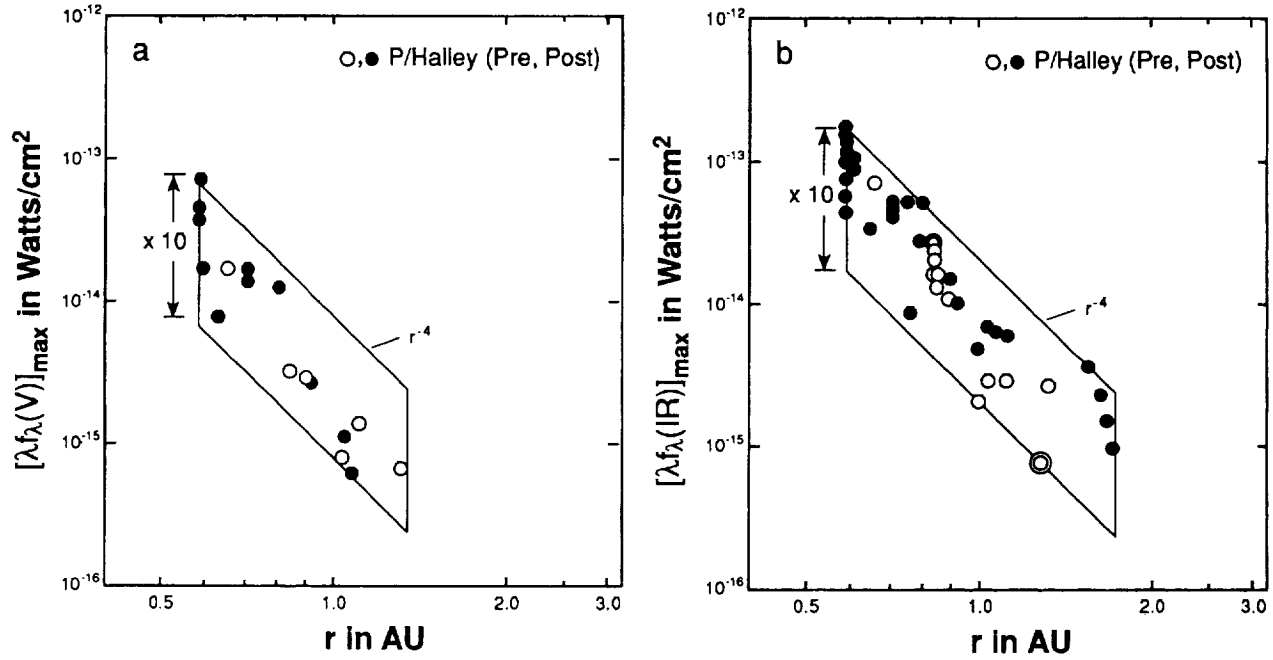 a
O,● P/Halley (Pre, Post)
10⁻¹²
10⁻¹³
10⁻¹⁴
10⁻¹⁵
10⁻¹⁶
[λfλ(V)]max in Watts/cm²
x 10
r⁻⁴
0.5
1.0
2.0
3.0
r in AU
b
O,● P/Halley (Pre, Post)
10⁻¹²
10⁻¹³
10⁻¹⁴
10⁻¹⁵
10⁻¹⁶
[λfλ(IR)]max in Watts/cm²
x 10
r⁻⁴
0.5
1.0
2.0
3.0
r in AU